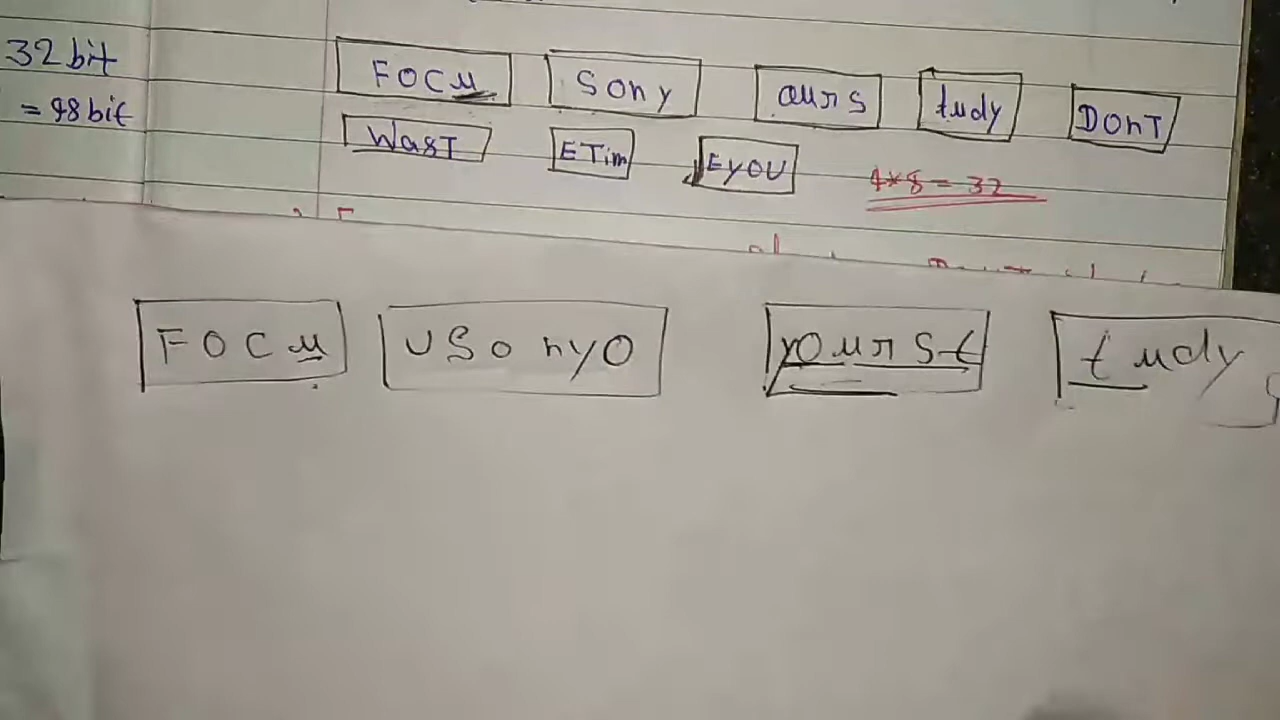 32 bit
= 48 bit
FOCu Sony ours tudy DOnT
WasT ETim EyOU 4*8 = 32
FOCu USonyO yOurst tudy